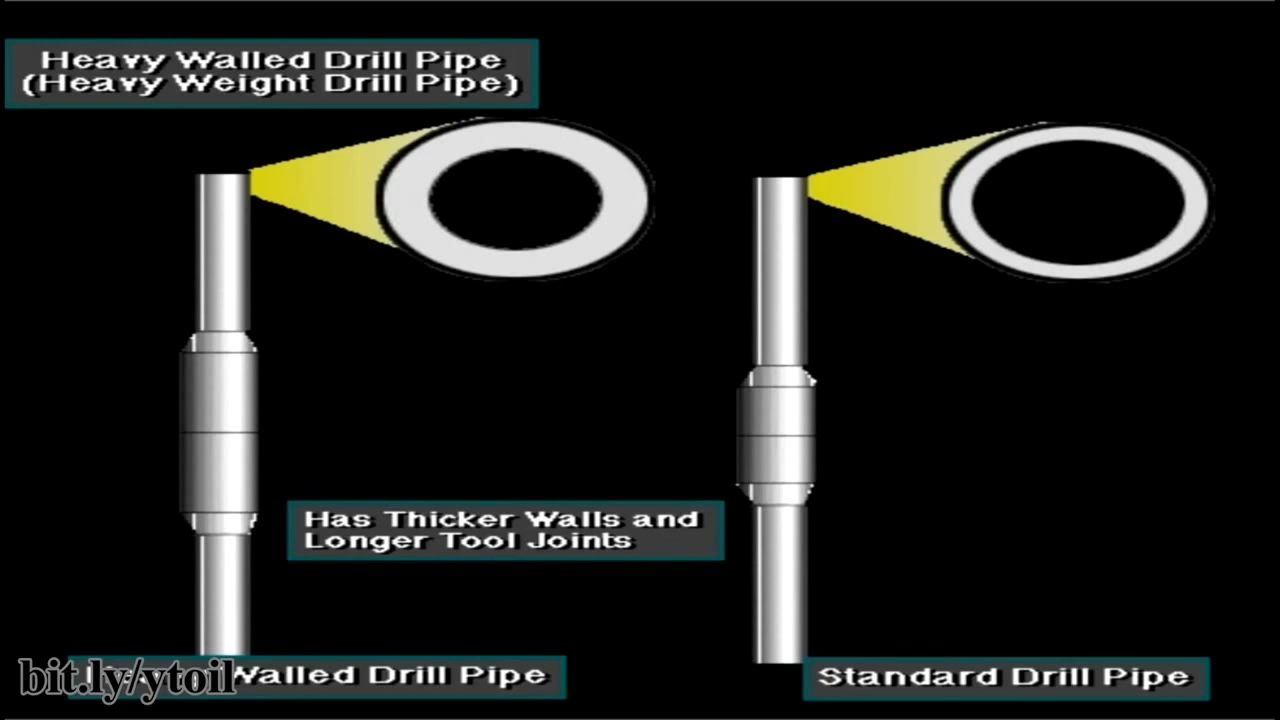 Heavy Walled Drill Pipe
(Heavy Weight Drill Pipe)
Has Thicker Walls and
Longer Tool Joints
Walled Drill Pipe
Standard Drill Pipe
bit.ly/ytoil